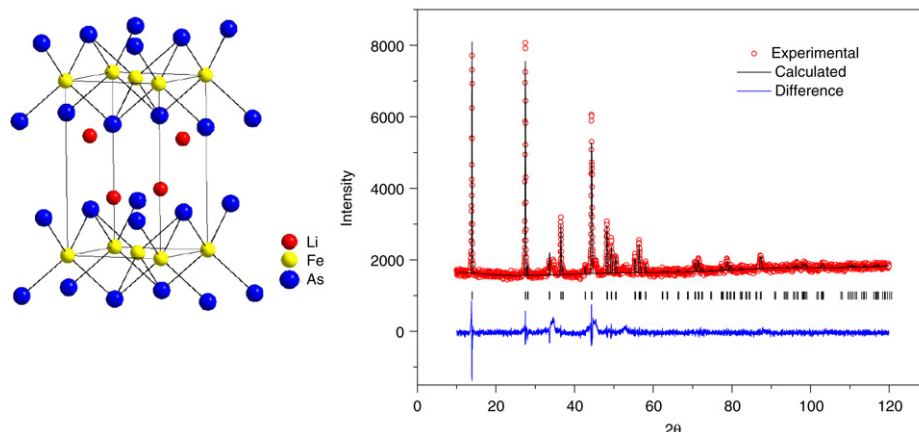 Li
Fe
As
8000
6000
4000
2000
0
Intensity
Experimental
Calculated
Difference
0 20 40 60 80 100 120
2θ